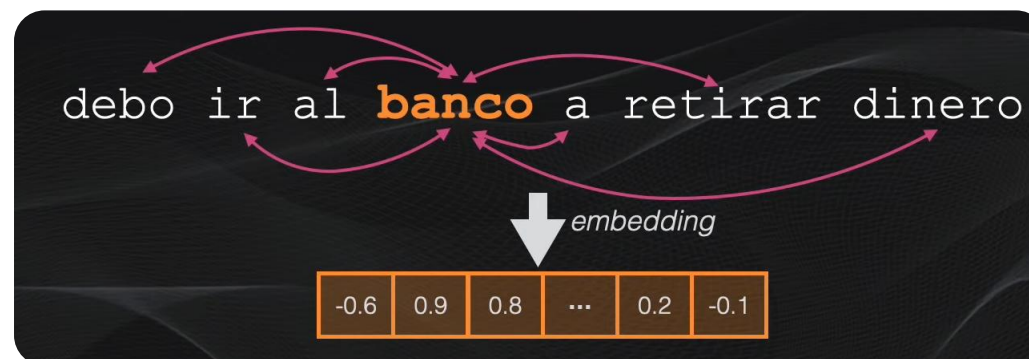 debo ir al banco a retirar dinero
embedding
-0.6 0.9 0.8 ... 0.2 -0.1